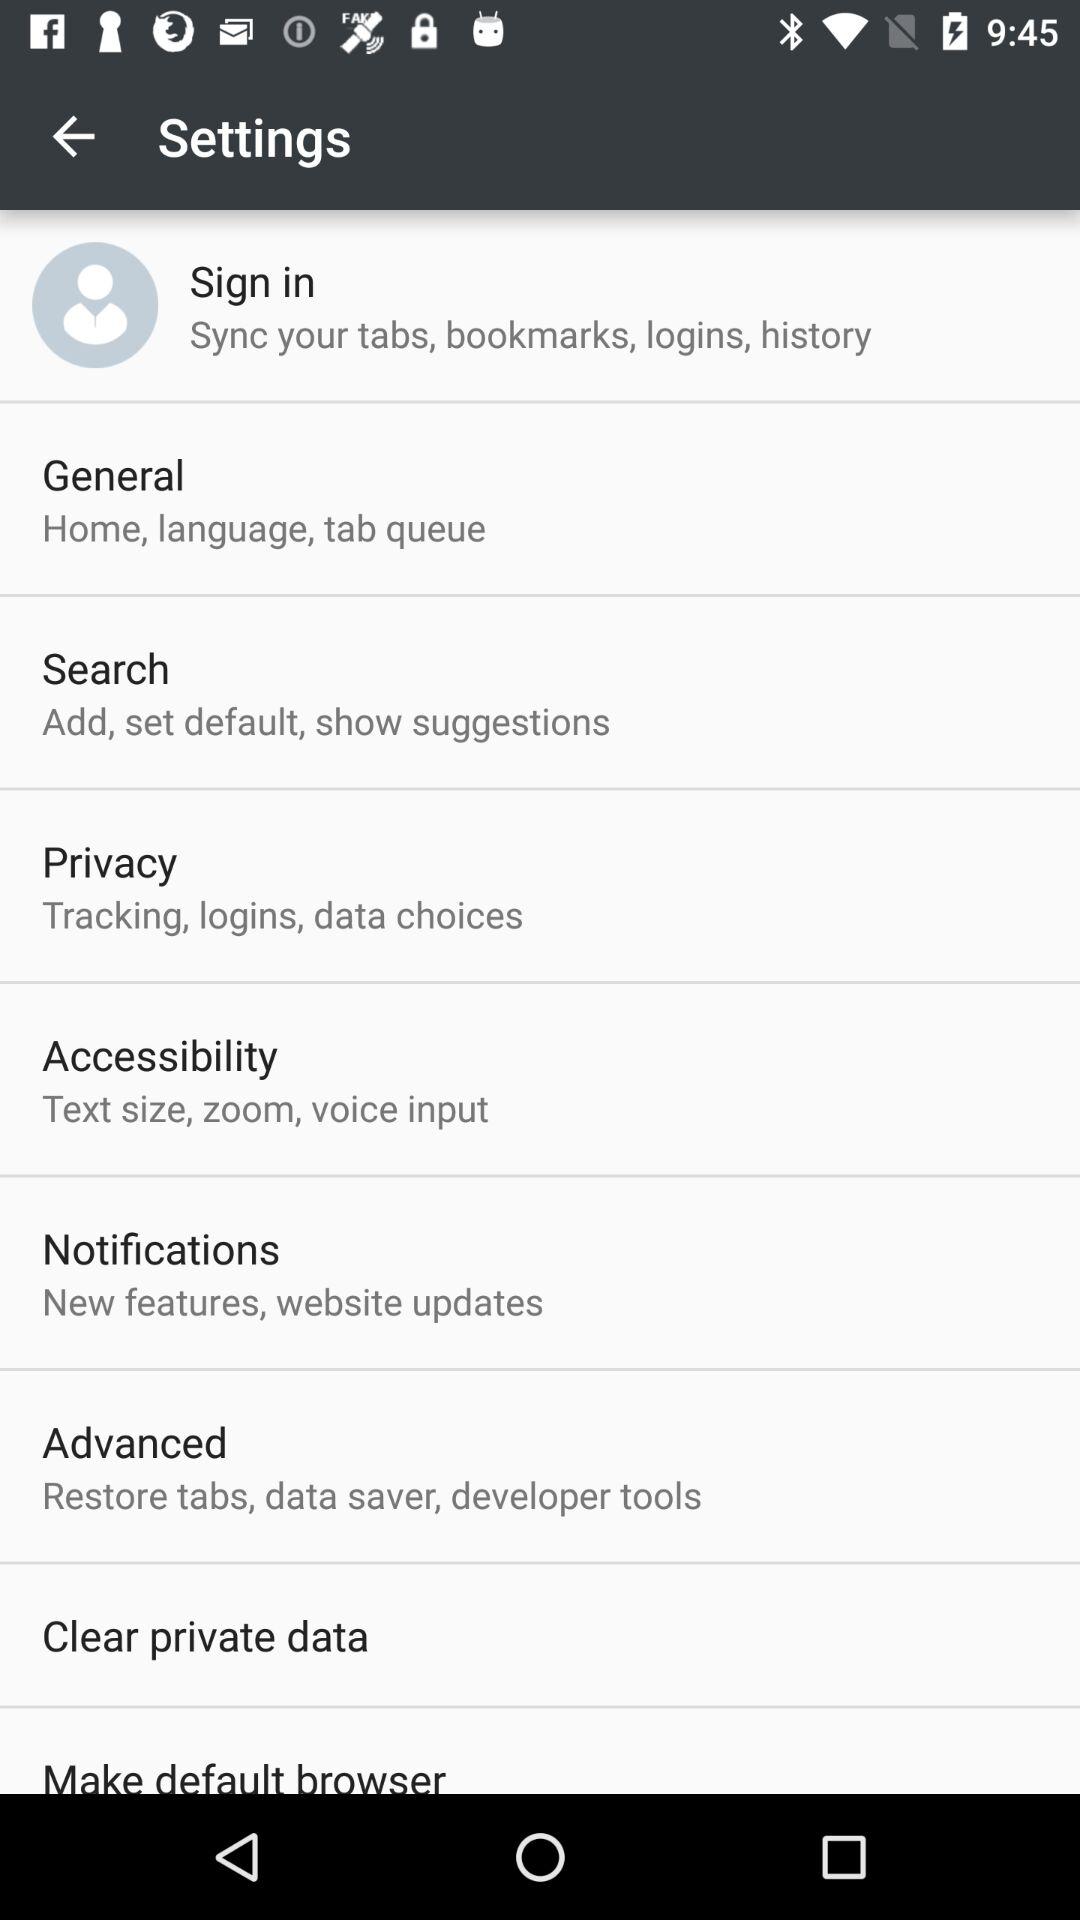 FAKE
9:45
Settings
Sign in
Sync your tabs, bookmarks, logins, history
General
Home, language, tab queue
Search
Add, set default, show suggestions
Privacy
Tracking, logins, data choices
Accessibility
Text size, zoom, voice input
Notifications
New features, website updates
Advanced
Restore tabs, data saver, developer tools
Clear private data
Make default browser